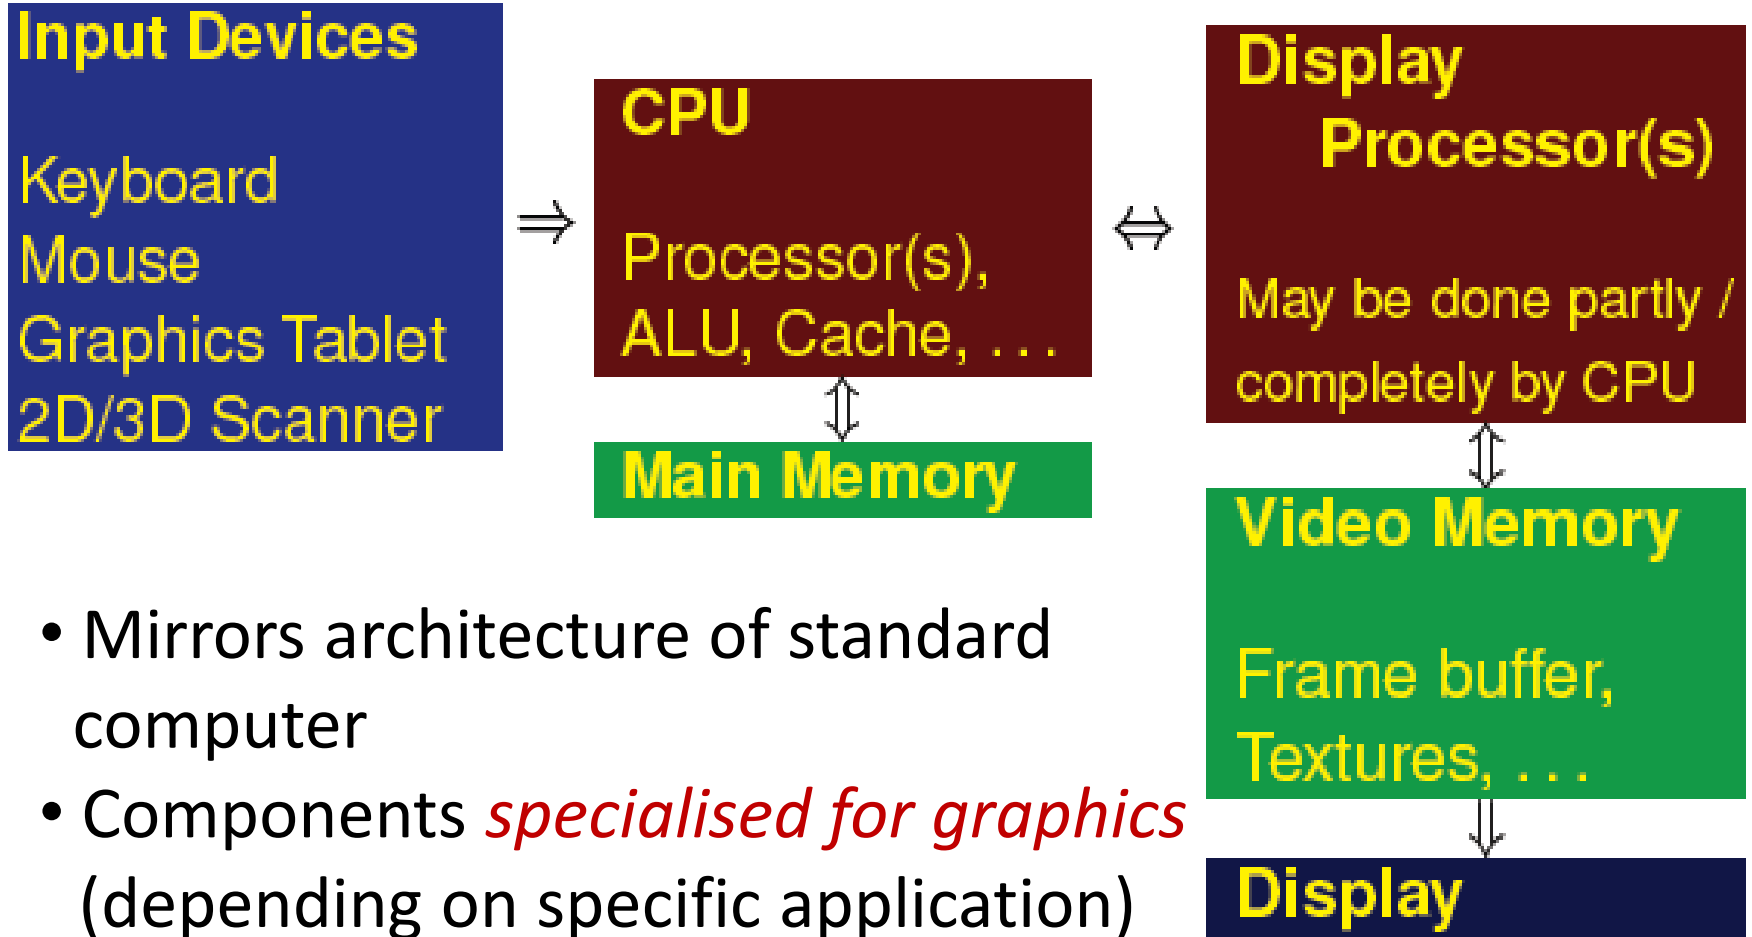 Input Devices
Keyboard
Mouse
Graphics Tablet
2D/3D Scanner
⇒
CPU
Processor(s),
ALU, Cache, . . .
⇕
Main Memory
⇔
Display
Processor(s)
May be done partly /
completely by CPU
⇕
Video Memory
Frame buffer,
Textures, . . .
⇓
Display
• Mirrors architecture of standard
computer
• Components specialised for graphics
(depending on specific application)